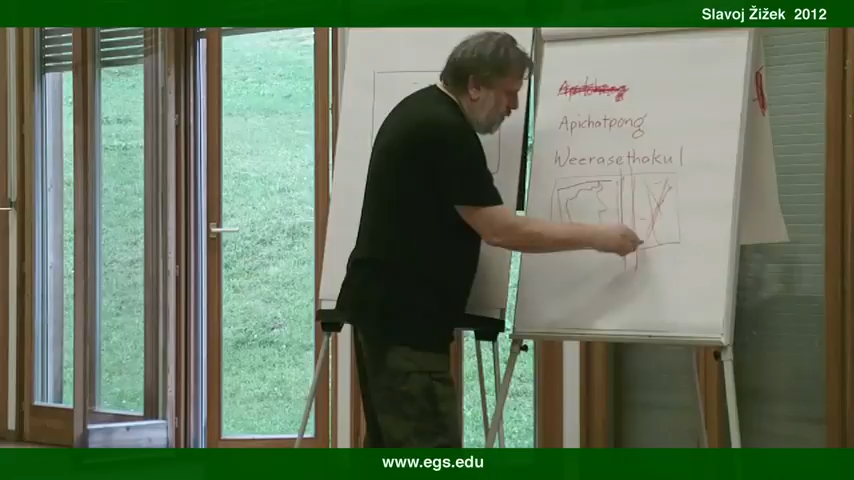 Slavoj Žižek 2012
Apichatpong
Weerasethakul
www.egs.edu